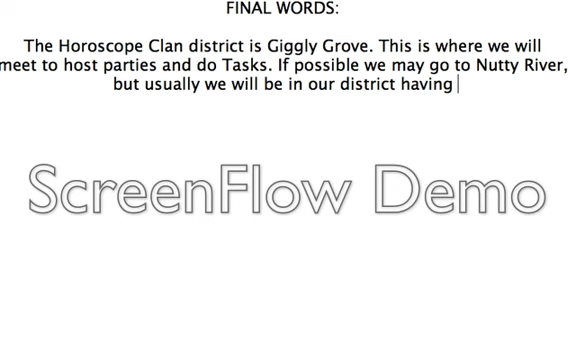 FINAL WORDS:
The Horoscope Clan district is Giggly Grove. This is where we will
meet to host parties and do Tasks. If possible we may go to Nutty River,
but usually we will be in our district having
ScreenFlow Demo